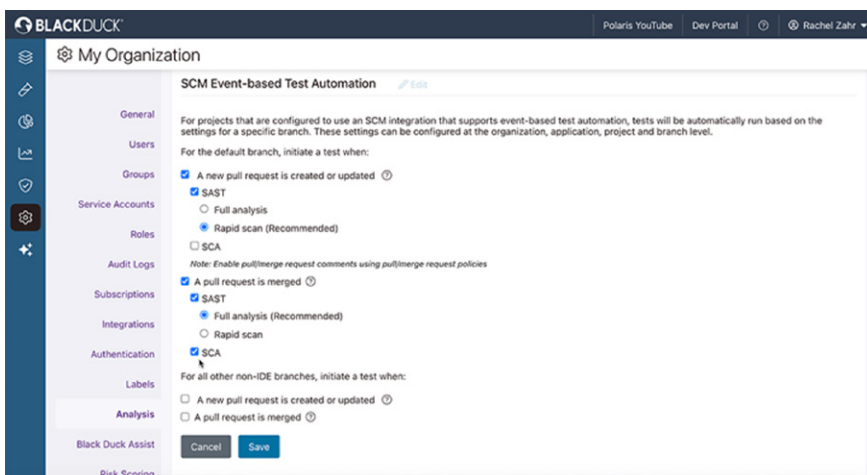 BLACKDUCK
Polaris YouTube
Dev Portal
Rachel Zahr
My Organization
General
Users
Groups
Service Accounts
Roles
Audit Logs
Subscriptions
Integrations
Authentication
Labels
Analysis
Black Duck Assist
Risk Scoring
SCM Event-based Test Automation
Edit
For projects that are configured to use an SCM integration that supports event-based test automation, tests will be automatically run based on the
settings for a specific branch. These settings can be configured at the organization, application, project and branch level.
For the default branch, initiate a test when:
A new pull request is created or updated
SAST
Full analysis
Rapid scan (Recommended)
SCA
Note: Enable pull/merge request comments using pull/merge request policies
A pull request is merged
SAST
Full analysis (Recommended)
Rapid scan
SCA
For all other non-IDE branches, initiate a test when:
A new pull request is created or updated
A pull request is merged
Cancel
Save